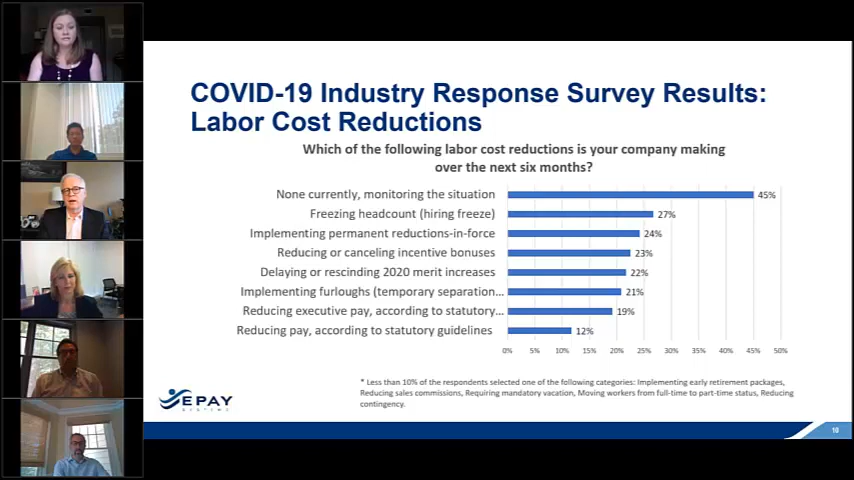 COVID-19 Industry Response Survey Results:
Labor Cost Reductions
Which of the following labor cost reductions is your company making
over the next six months?
None currently, monitoring the situation 45%
Freezing headcount (hiring freeze) 27%
Implementing permanent reductions-in-force 24%
Reducing or canceling incentive bonuses 23%
Delaying or rescinding 2020 merit increases 22%
Implementing furloughs (temporary separation... 21%
Reducing executive pay, according to statutory... 19%
Reducing pay, according to statutory guidelines 12%
0% 5% 10% 15% 20% 25% 30% 35% 40% 45% 50%
* Less than 10% of the respondents selected one of the following categories: Implementing early retirement packages,
Reducing sales commissions, Requiring mandatory vacation, Moving workers from full-time to part-time status, Reducing
contingency.
EPAY
SYSTEMS
10